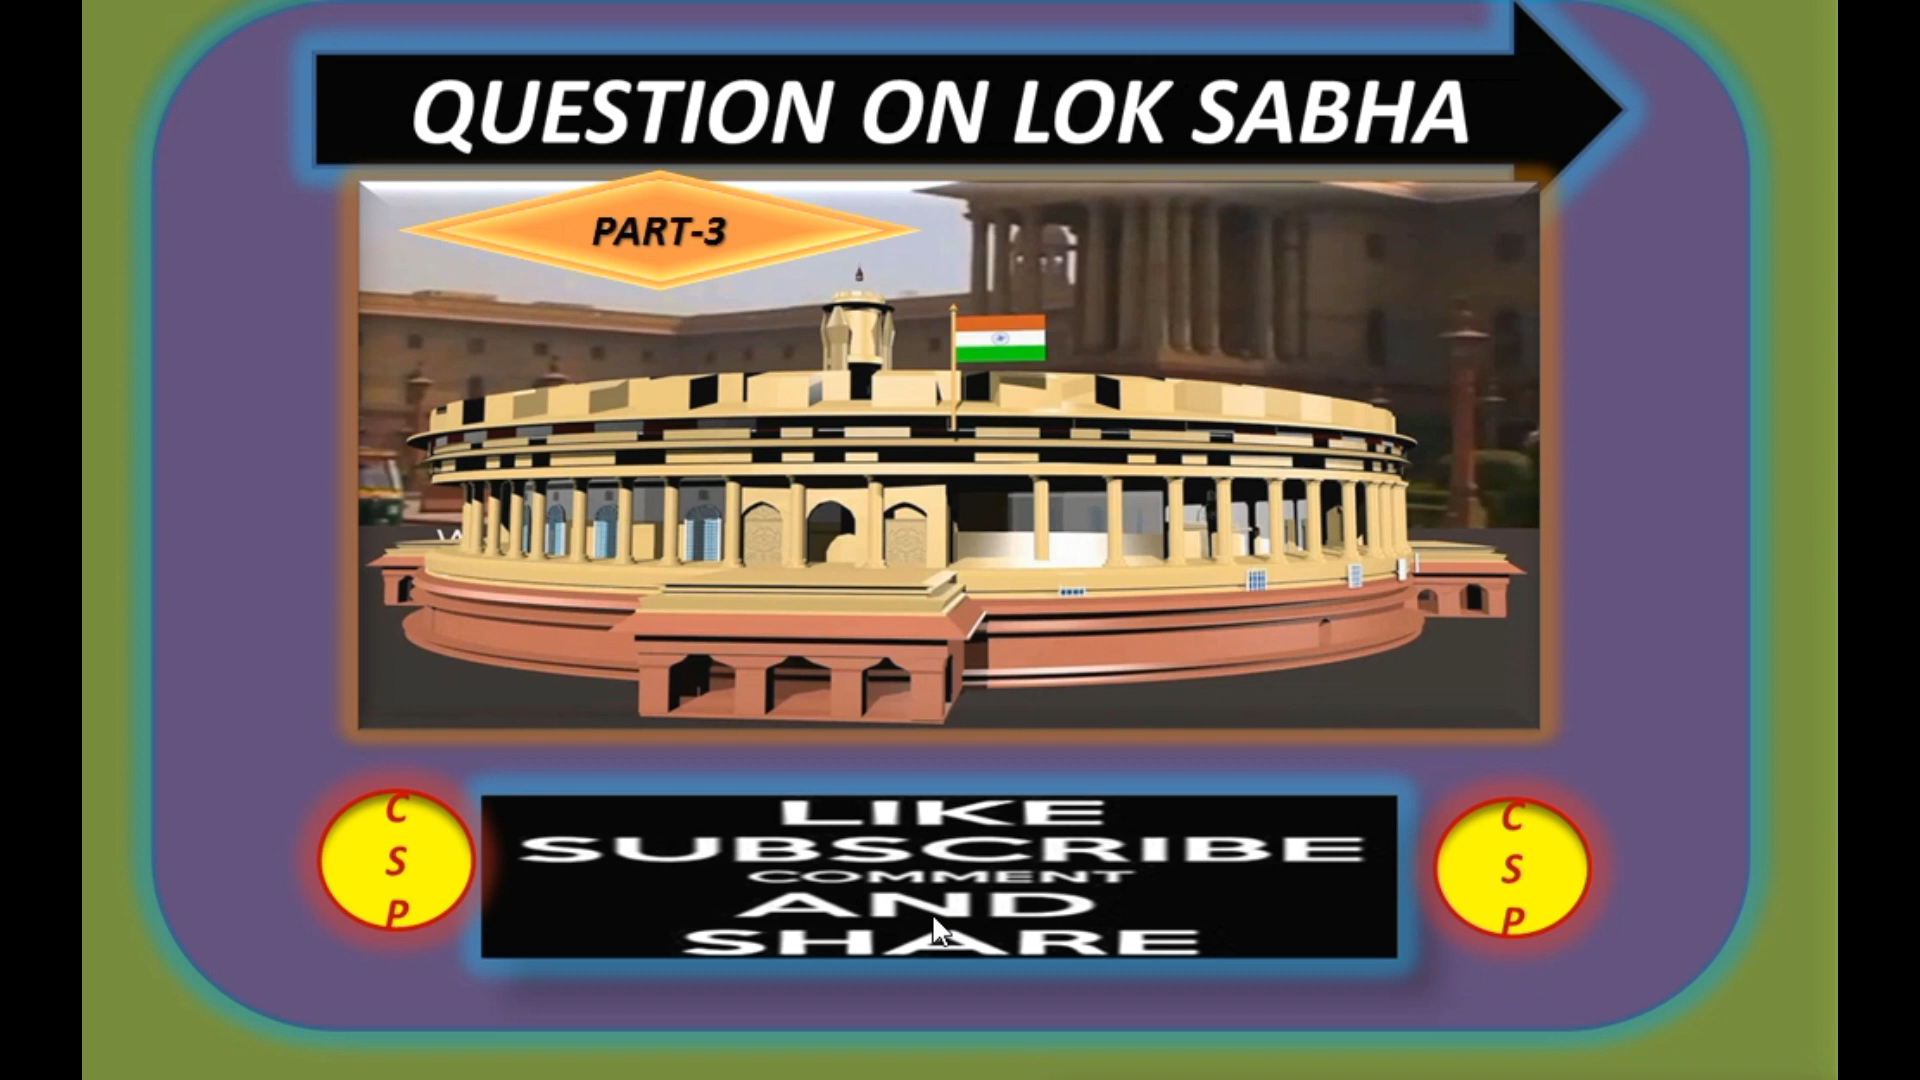 QUESTION ON LOK SABHA
PART-3
C
S
P
LIKE
SUBSCRIBE
COMMENT
AND
SHARE
C
S
P